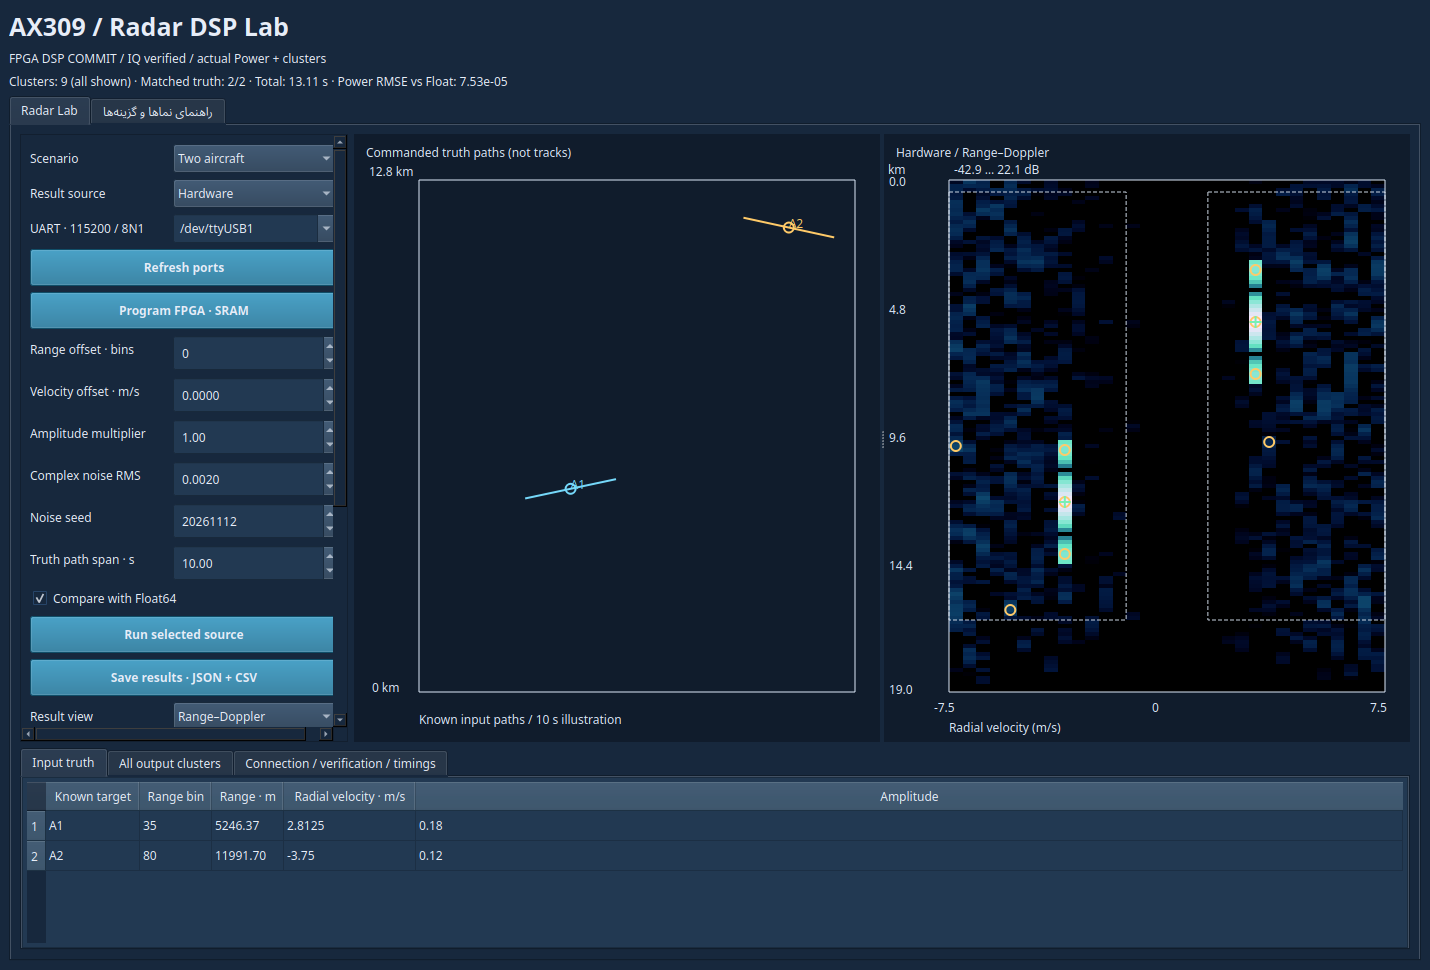 AX309 / Radar DSP Lab
FPGA DSP COMMIT / IQ verified / actual Power + clusters
Clusters: 9 (all shown) · Matched truth: 2/2 · Total: 13.11 s · Power RMSE vs Float: 7.53e-05
Radar Lab
راهنمای نماها و گزینه‌ها
Scenario
Two aircraft
Result source
Hardware
UART · 115200 / 8N1
/dev/ttyUSB1
Refresh ports
Program FPGA · SRAM
Range offset · bins
0
Velocity offset · m/s
0.0000
Amplitude multiplier
1.00
Complex noise RMS
0.0020
Noise seed
20261112
Truth path span · s
10.00
Compare with Float64
Run selected source
Save results · JSON + CSV
Result view
Range–Doppler
Commanded truth paths (not tracks)
12.8 km
A2
A1
0 km
Known input paths / 10 s illustration
Hardware / Range–Doppler
km
-42.9 ... 22.1 dB
0.0
4.8
9.6
14.4
19.0
-7.5
0
7.5
Radial velocity (m/s)
Input truth
All output clusters
Connection / verification / timings
Known target Range bin Range · m Radial velocity · m/s Amplitude
1 A1 35 5246.37 2.8125 0.18
2 A2 80 11991.70 -3.75 0.12